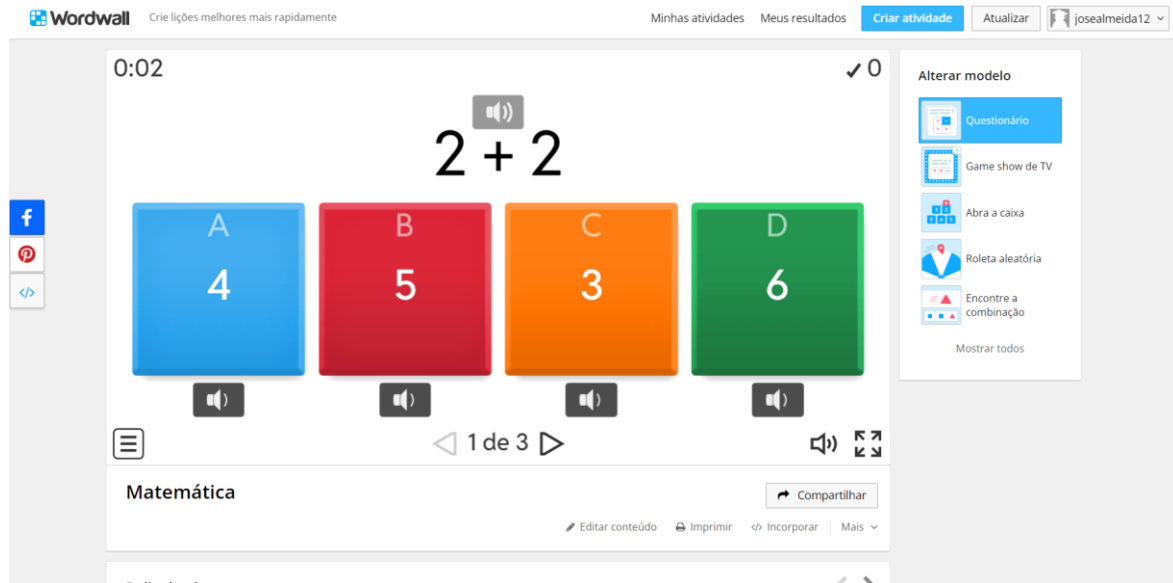 Wordwall Crie lições melhores mais rapidamente Minhas atividades Meus resultados Criar atividade Atualizar josealmeida12
0:02 0
2 + 2
A B C D
4 5 3 6
1 de 3
Matemática
Compartilhar
Editar conteúdo Imprimir Incorporar Mais
Alterar modelo
Questionário
Game show de TV
Abra a caixa
Roleta aleatória
Encontre a
combinação
Mostrar todos